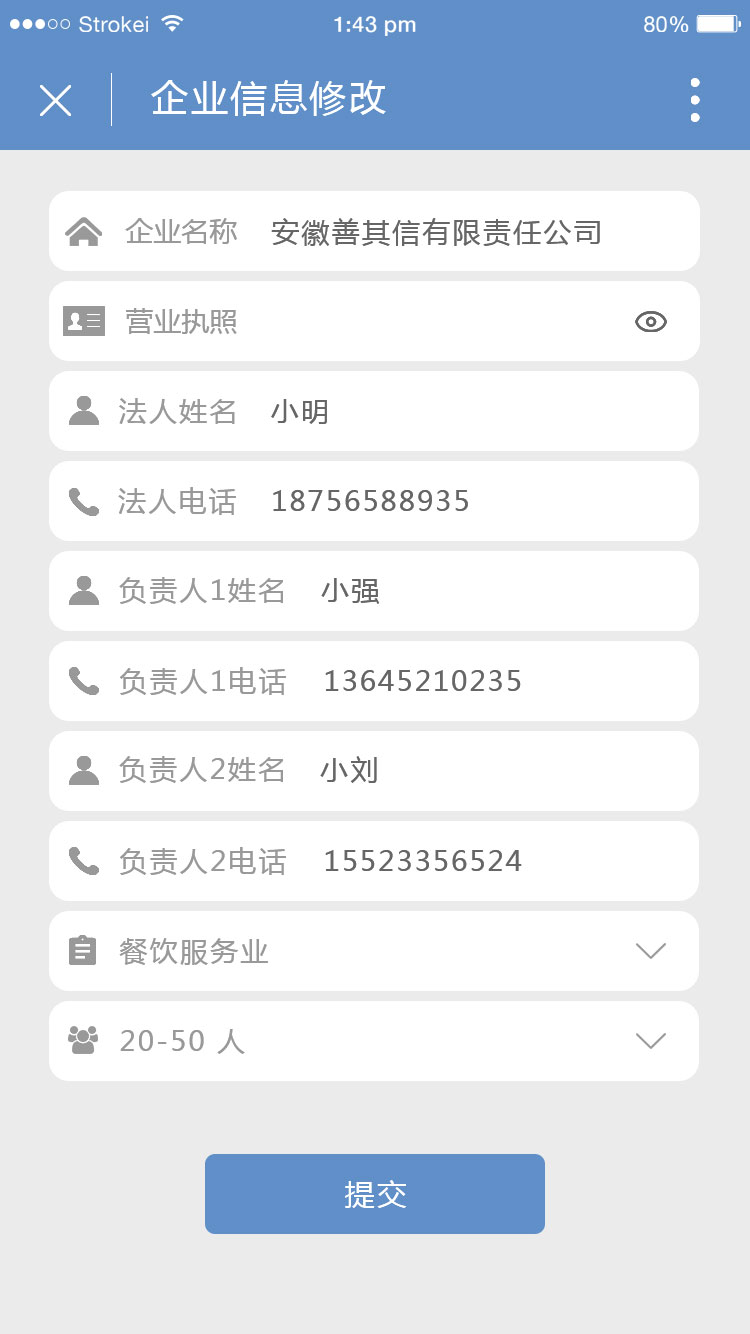 Strokei 1:43 pm 80%
企业信息修改
企业名称 安徽善其信有限责任公司
营业执照
法人姓名 小明
法人电话 18756588935
负责人1姓名 小强
负责人1电话 13645210235
负责人2姓名 小刘
负责人2电话 15523356524
餐饮服务业
20-50 人
提交